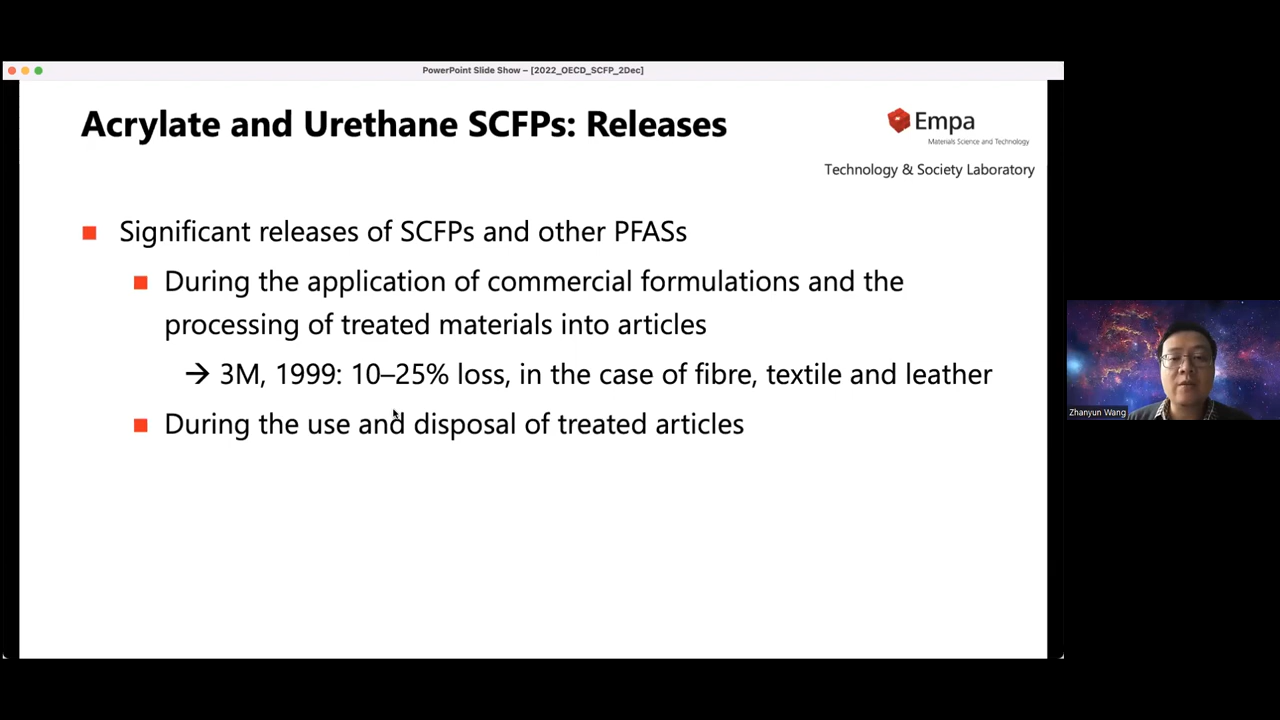 PowerPoint Slide Show – [2022_OECD_SCFP_2Dec]
Acrylate and Urethane SCFPs: Releases
Empa
Materials Science and Technology
Technology & Society Laboratory
Significant releases of SCFPs and other PFASs
During the application of commercial formulations and the
processing of treated materials into articles
→ 3M, 1999: 10–25% loss, in the case of fibre, textile and leather
During the use and disposal of treated articles
Zhanyun Wang